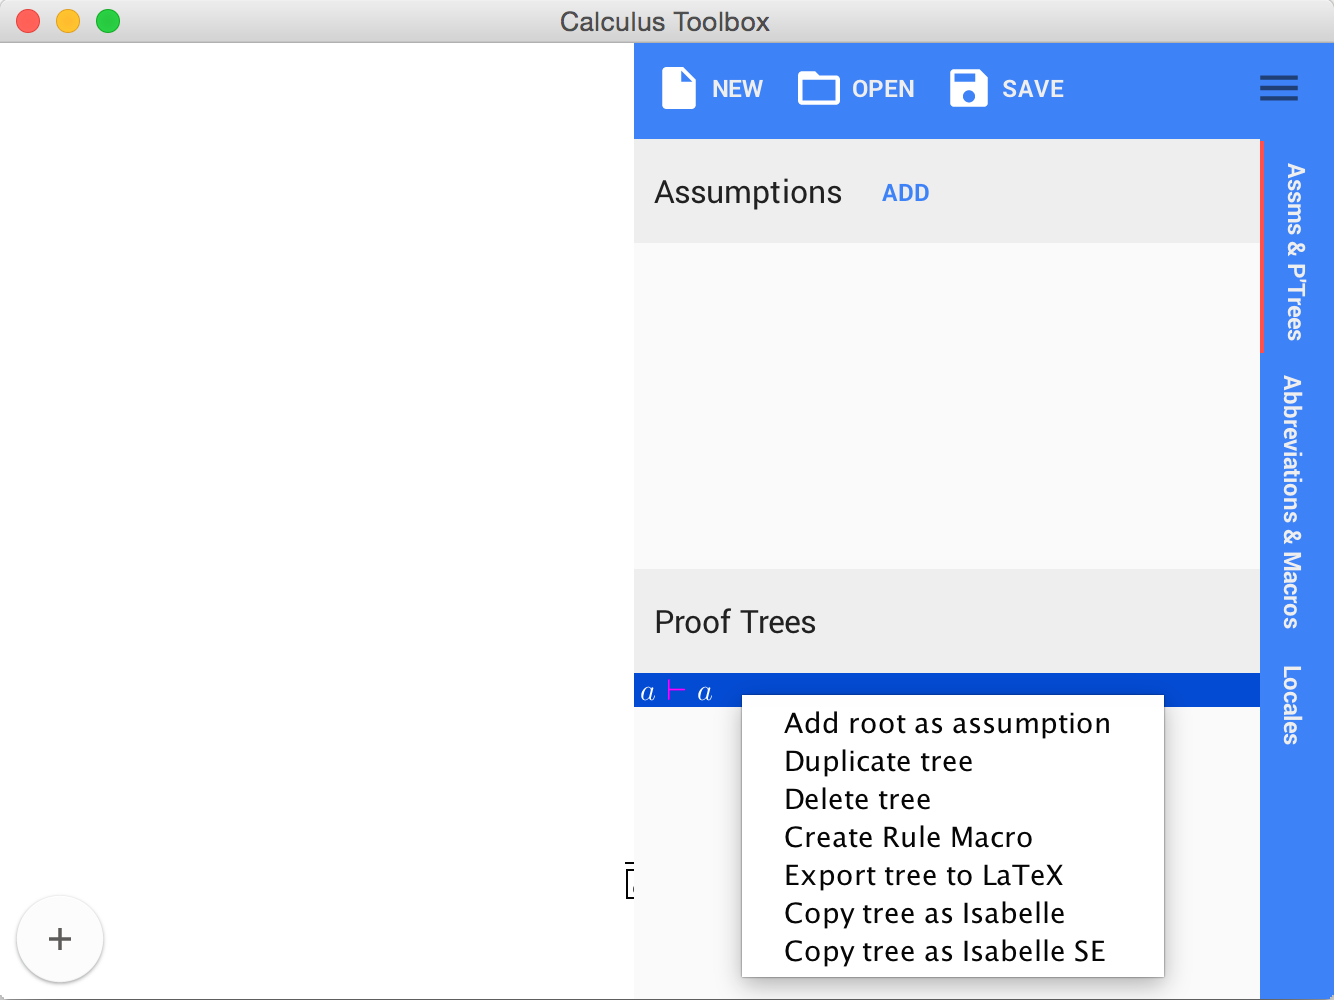 Calculus Toolbox
NEW OPEN SAVE
Assumptions ADD
Proof Trees
a ⊢ a
Add root as assumption
Duplicate tree
Delete tree
Create Rule Macro
Export tree to LaTeX
Copy tree as Isabelle
Copy tree as Isabelle SE
Assms & P'Trees
Abbreviations & Macros
Locales